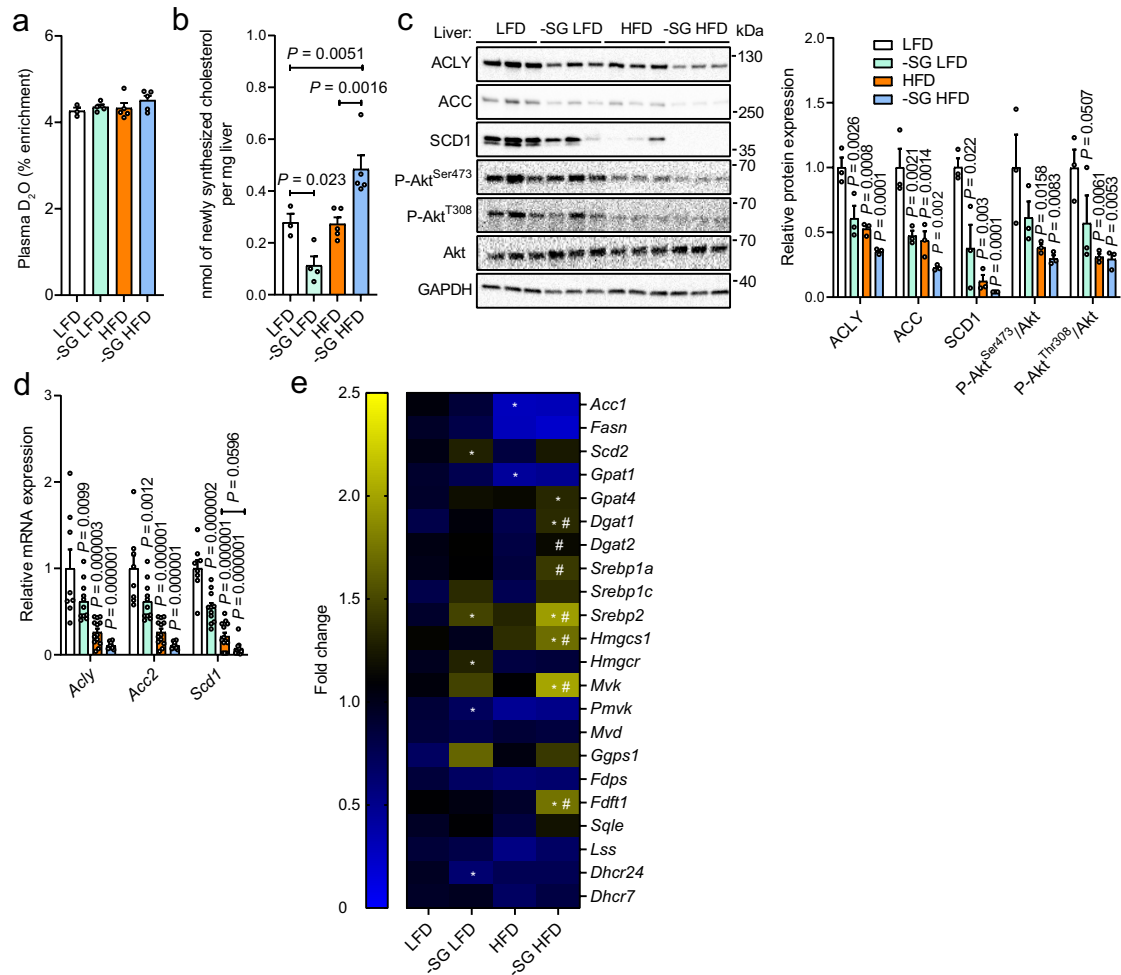 a
Plasma D2O (% enrichment)
6
4
2
0
LFD
-SG LFD
HFD
-SG HFD
b
nmol of newly synthesized cholesterol
per mg liver
1.0
0.8
0.6
0.4
0.2
0.0
P = 0.0051
P = 0.0016
P = 0.023
LFD
-SG LFD
HFD
-SG HFD
c
Liver: LFD -SG LFD HFD -SG HFD kDa
ACLY -130
ACC -250
SCD1 -35
P-AktSer473 -70
P-AktT308 -70
Akt -70
GAPDH -40
Relative protein expression
2.0
1.5
1.0
0.5
0.0
LFD
-SG LFD
HFD
-SG HFD
P = 0.0026
P = 0.0008
P = 0.0001
P = 0.0021
P = 0.0014
P = 0.002
P = 0.022
P = 0.003
P = 0.0001
P = 0.0158
P = 0.0083
P = 0.0507
P = 0.0061
P = 0.0053
ACLY
ACC
SCD1
P-AktSer473/Akt
P-AktThr308/Akt
d
Relative mRNA expression
3
2
1
0
P = 0.0099
P = 0.000003
P = 0.000001
P = 0.0012
P = 0.000001
P = 0.000001
P = 0.000002
P = 0.000001
P = 0.000001
P = 0.0596
Acly
Acc2
Scd1
e
Fold change
2.5
2.0
1.5
1.0
0.5
0
* Acc1
Fasn
* Scd2
* Gpat1
* Gpat4
* # Dgat1
# Dgat2
# Srebp1a
Srebp1c
* * # Srebp2
* # Hmgcs1
* Hmgcr
* # Mvk
* Pmvk
Mvd
Ggps1
Fdps
* # Fdft1
Sqle
Lss
* Dhcr24
Dhcr7
LFD
-SG LFD
HFD
-SG HFD